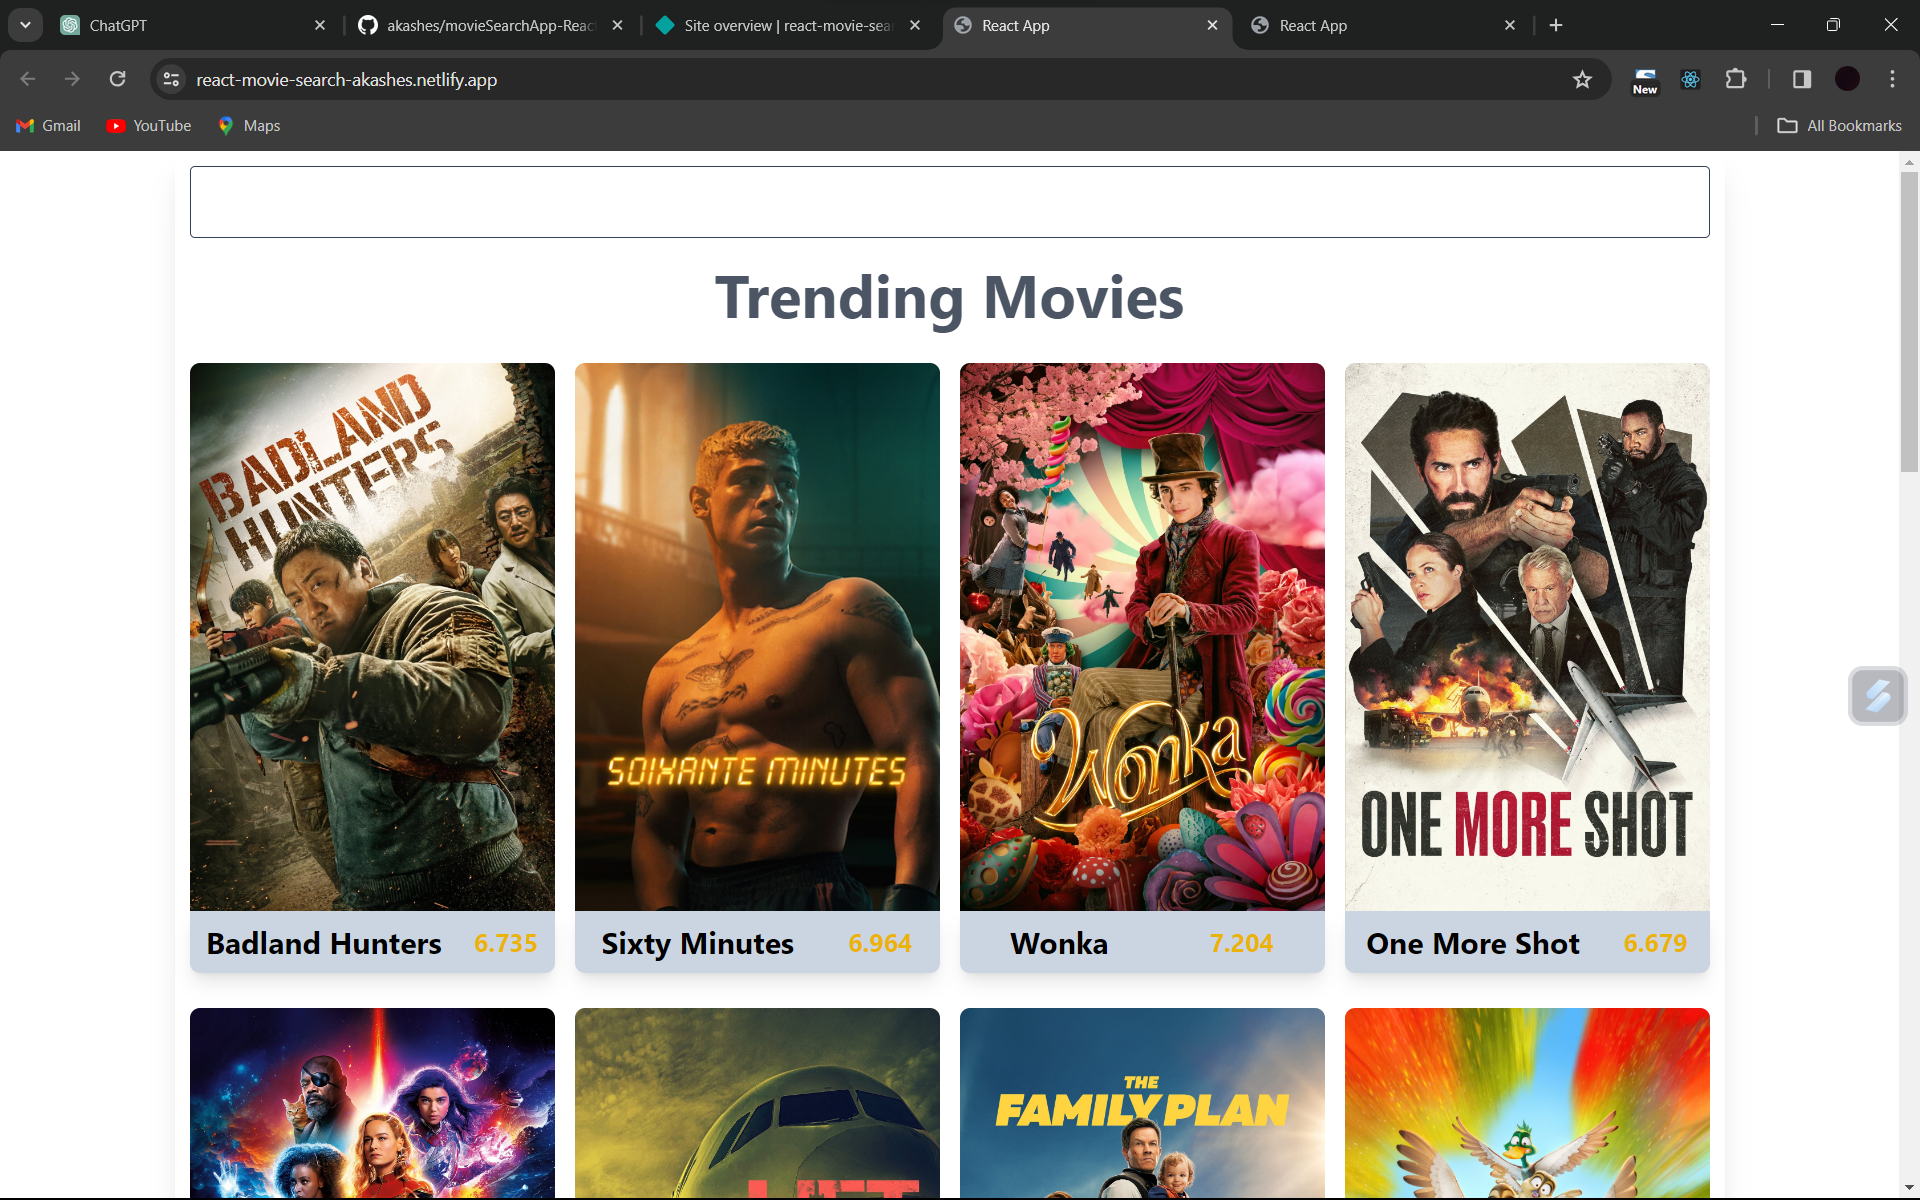 ChatGPT
akashes/movieSearchApp-Reac
Site overview | react-movie-sea
React App
React App
react-movie-search-akashes.netlify.app
New
Gmail
YouTube
Maps
All Bookmarks
Trending Movies
BADLAND
HUNTERS
SOIXANTE MINUTES
Wonka
ONE MORE SHOT
Badland Hunters 6.735
Sixty Minutes 6.964
Wonka 7.204
One More Shot 6.679
THE
FAMILY PLAN
LIFT